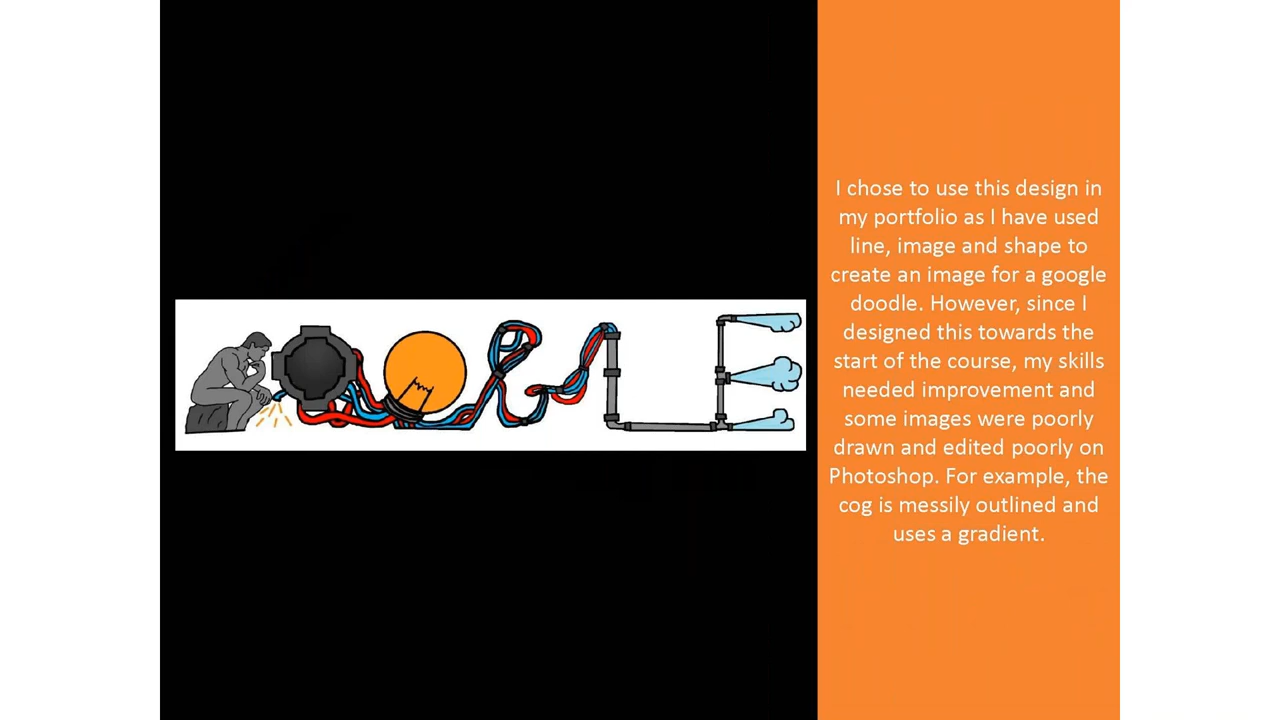 I chose to use this design in
my portfolio as I have used
line, image and shape to
create an image for a google
doodle. However, since I
designed this towards the
start of the course, my skills
needed improvement and
some images were poorly
drawn and edited poorly on
Photoshop. For example, the
cog is messily outlined and
uses a gradient.